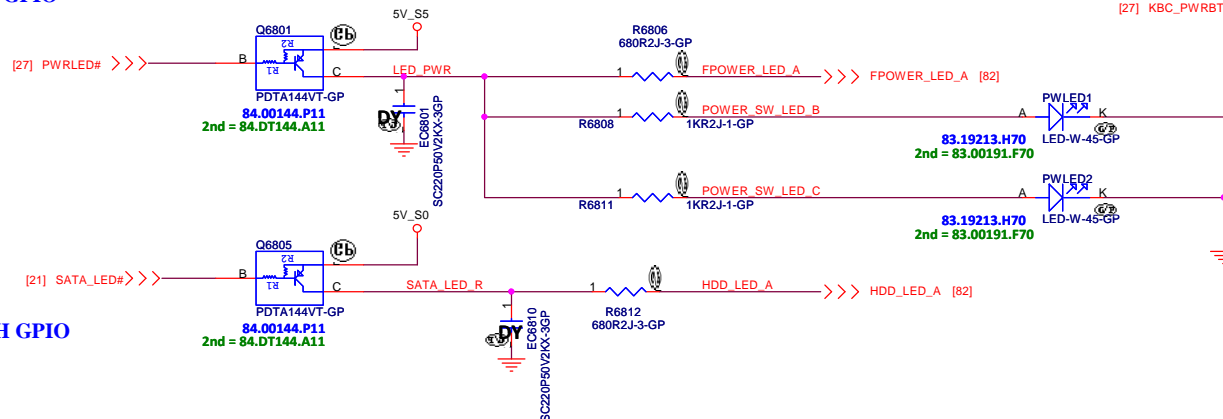 GPIO
[27] KBC_PWRBT
5V_S5
Q6801
R2
R1
B
C
[27] PWRLED#
PDTA144VT-GP
84.00144.P11
2nd = 84.DT144.A11
LED_PWR
1
DY
EC6801
SC220P50V2KX-3GP
R6806
680R2J-3-GP
1
FPOWER_LED_A
FPOWER_LED_A [82]
1
POWER_SW_LED_B
R6808
1KR2J-1-GP
PWLED1
A
K
83.19213.H70
LED-W-45-GP
2nd = 83.00191.F70
1
POWER_SW_LED_C
R6811
1KR2J-1-GP
PWLED2
A
K
83.19213.H70
LED-W-45-GP
2nd = 83.00191.F70
5V_S0
Q6805
R2
R1
B
C
[21] SATA_LED#
PDTA144VT-GP
84.00144.P11
2nd = 84.DT144.A11
SATA_LED_R
1
DY
EC6810
SC220P50V2KX-3GP
1
R6812
680R2J-3-GP
HDD_LED_A
HDD_LED_A [82]
H GPIO